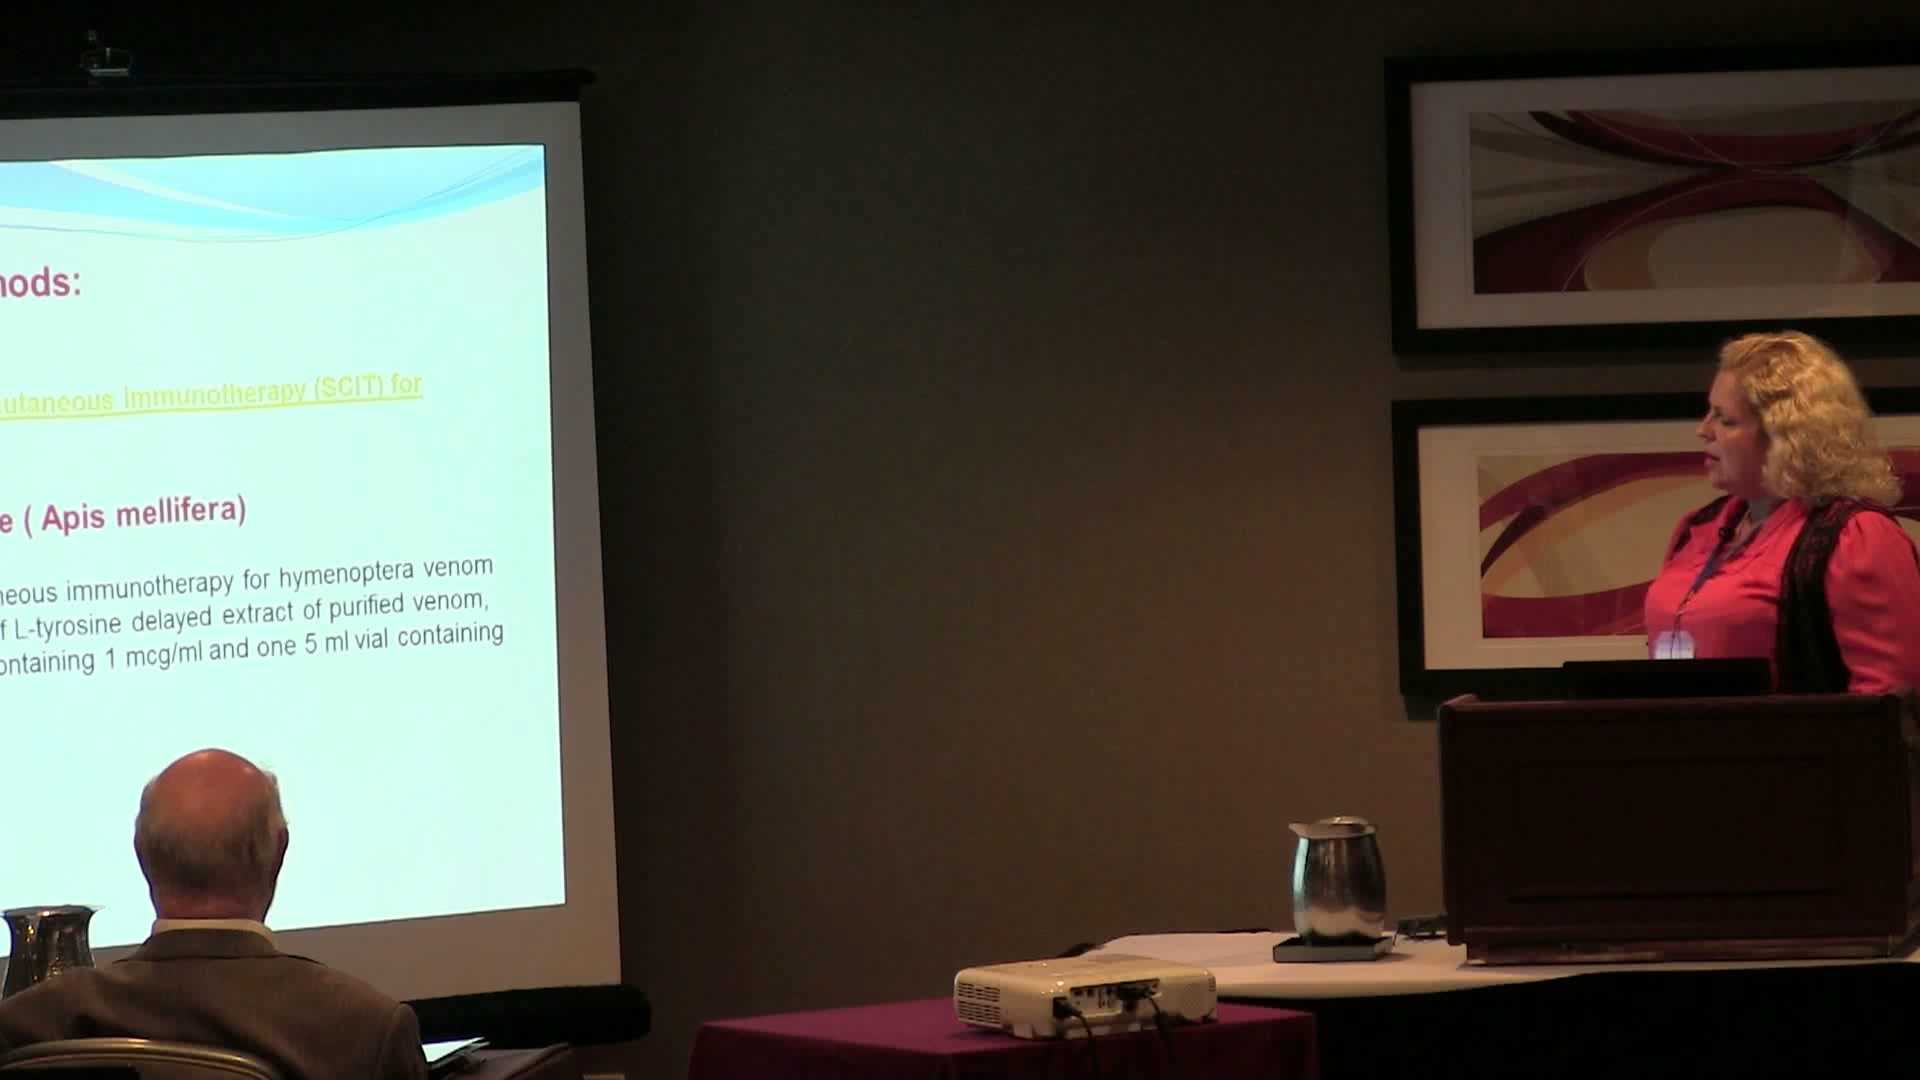 hods:
utaneous Immunotherapy (SCIT) for
e ( Apis mellifera)
neous immunotherapy for hymenoptera venom
f L-tyrosine delayed extract of purified venom,
ontaining 1 mcg/ml and one 5 ml vial containing